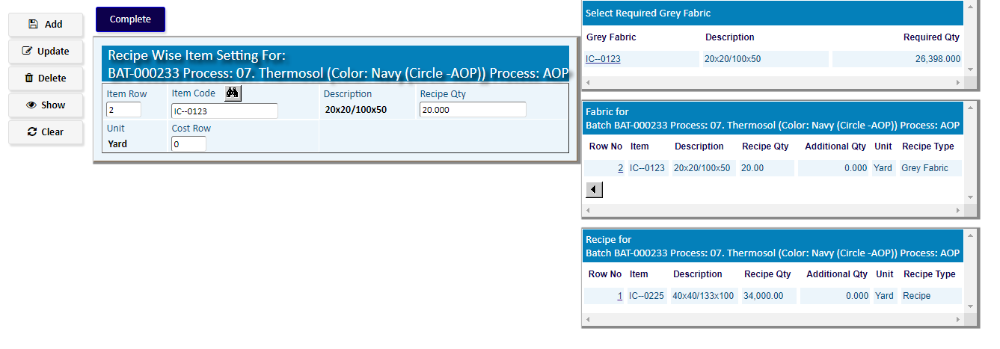 Add
Update
Delete
Show
Clear
Complete
Recipe Wise Item Setting For:
BAT-000233 Process: 07. Thermosol (Color: Navy (Circle -AOP)) Process: AOP
Item Row Item Code Description Recipe Qty
2 IC--0123 20x20/100x50 20.000
Unit Cost Row
Yard 0
Select Required Grey Fabric
Grey Fabric Description Required Qty
IC--0123 20x20/100x50 26,398.000
Fabric for
Batch BAT-000233 Process: 07. Thermosol (Color: Navy (Circle -AOP)) Process: AOP
Row No Item Description Recipe Qty Additional Qty Unit Recipe Type
2 IC--0123 20x20/100x50 20.00 0.000 Yard Grey Fabric
Recipe for
Batch BAT-000233 Process: 07. Thermosol (Color: Navy (Circle -AOP)) Process: AOP
Row No Item Description Recipe Qty Additional Qty Unit Recipe Type
1 IC--0225 40x40/133x100 34,000.00 0.000 Yard Recipe